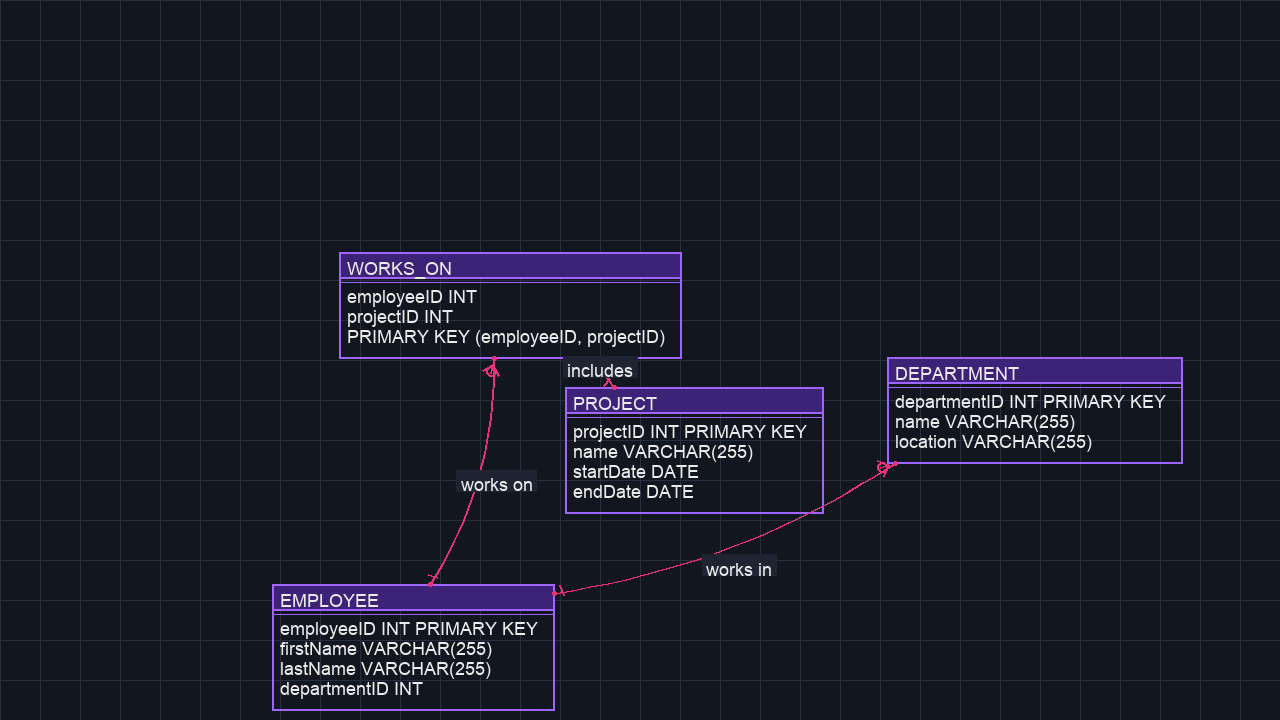 WORKS_ON
employeeID INT
projectID INT
PRIMARY KEY (employeeID, projectID)
includes
PROJECT
projectID INT PRIMARY KEY
name VARCHAR(255)
startDate DATE
endDate DATE
DEPARTMENT
departmentID INT PRIMARY KEY
name VARCHAR(255)
location VARCHAR(255)
works on
works in
EMPLOYEE
employeeID INT PRIMARY KEY
firstName VARCHAR(255)
lastName VARCHAR(255)
departmentID INT